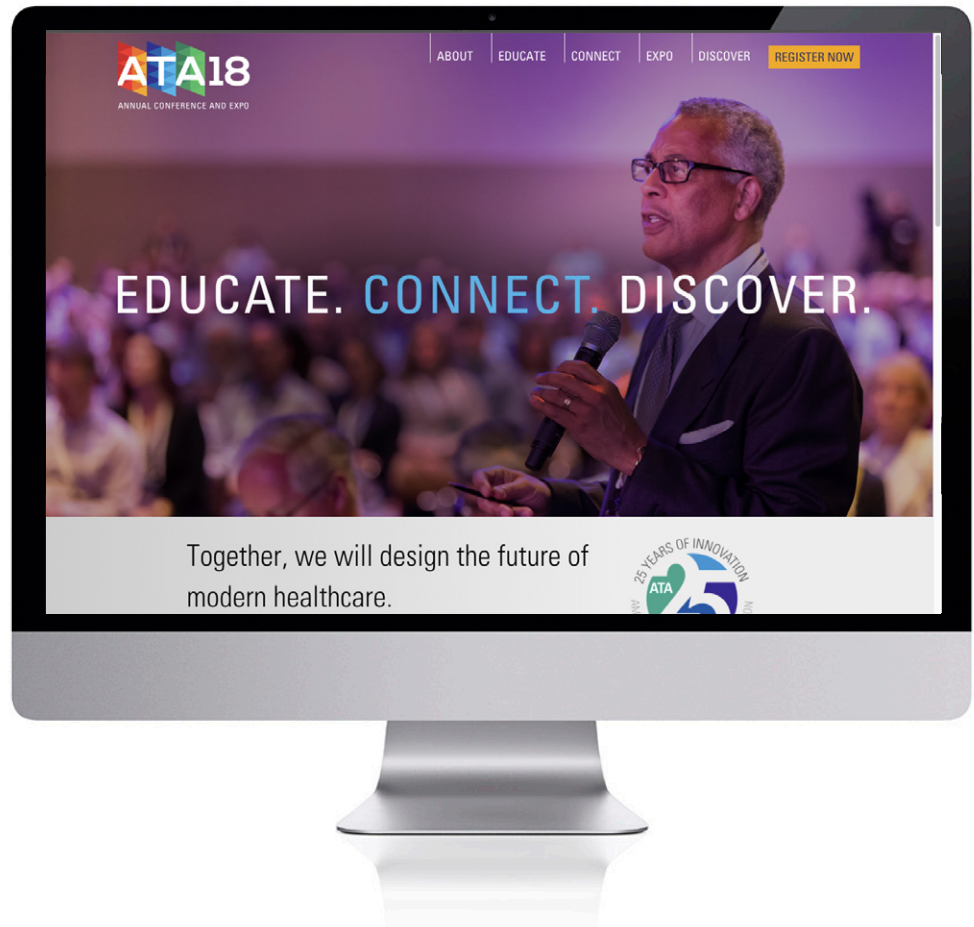 ATA18
ANNUAL CONFERENCE AND EXPO
ABOUT
EDUCATE
CONNECT
EXPO
DISCOVER
REGISTER NOW
EDUCATE. CONNECT. DISCOVER.
Together, we will design the future of
modern healthcare.
25 YEARS OF INNOVATION
ATA
25